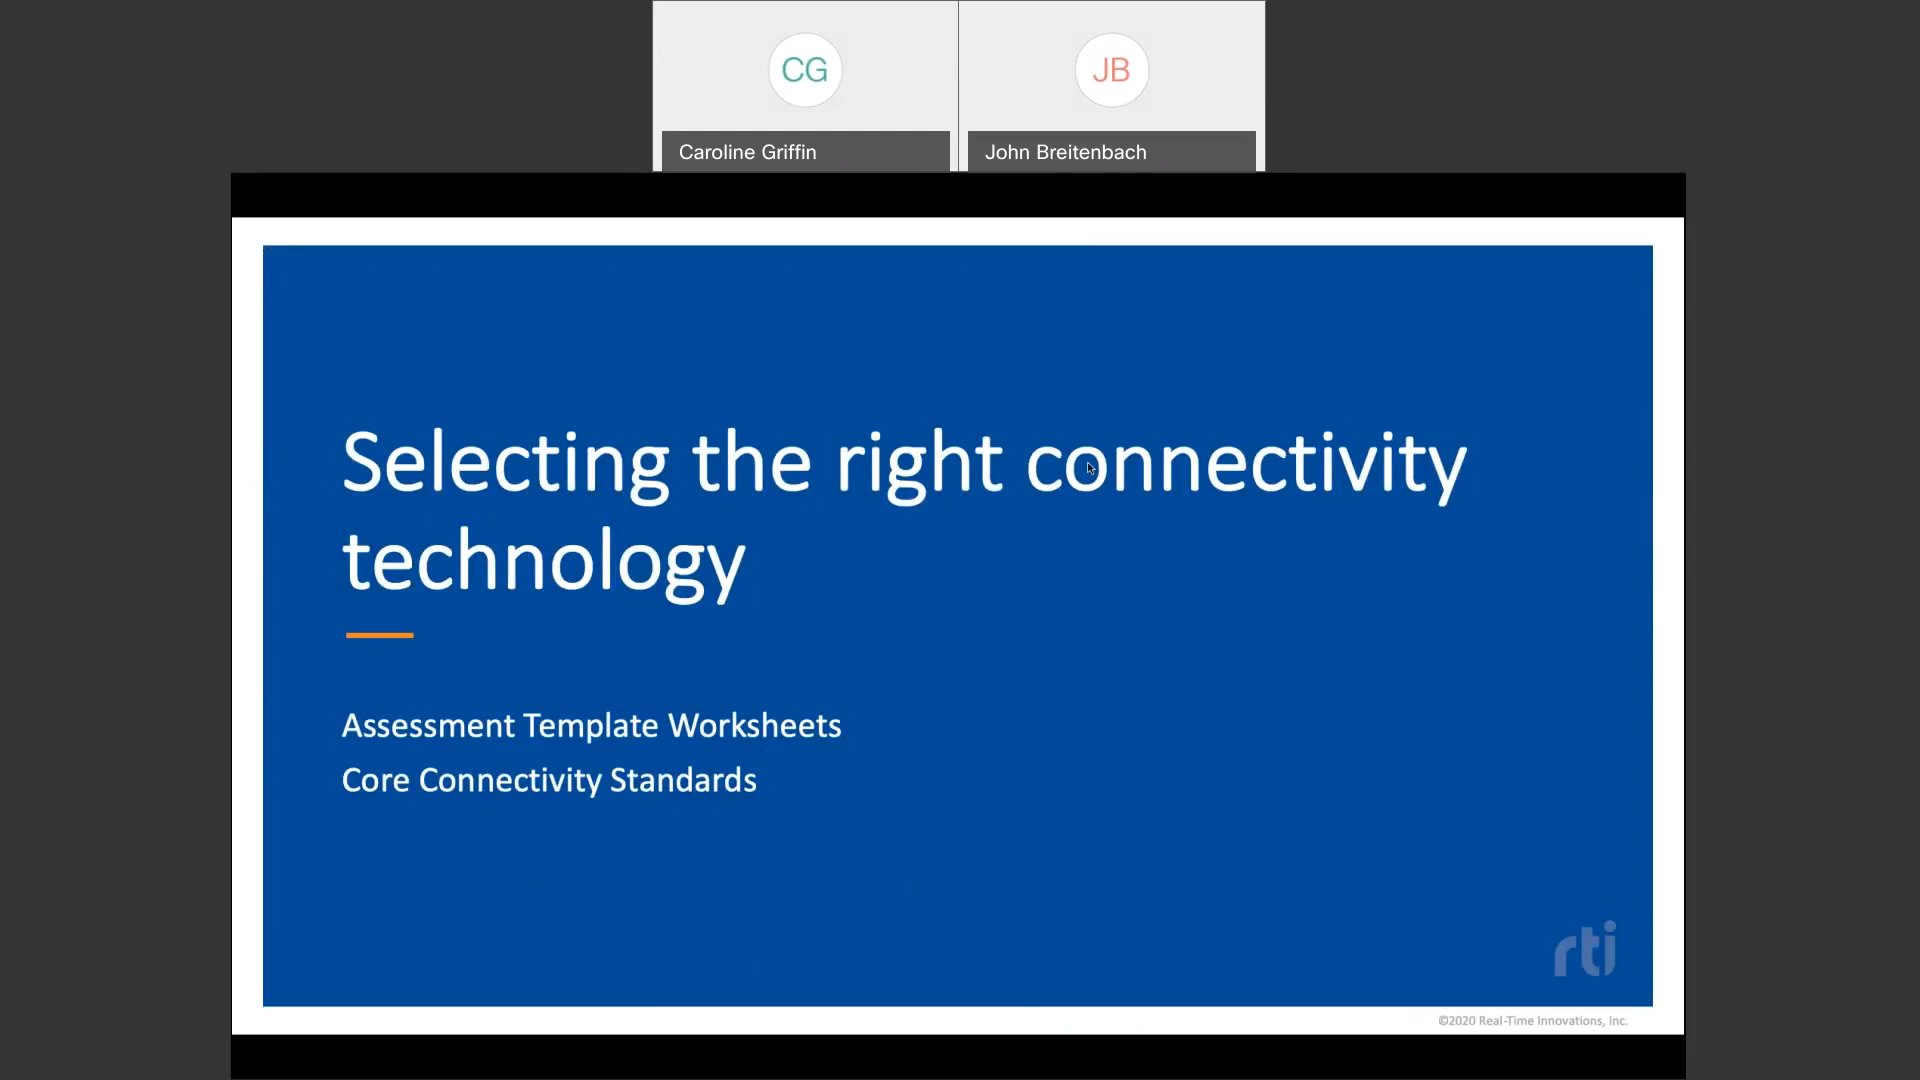 CG
JB
Caroline Griffin
John Breitenbach
Selecting the right connectivity
technology
Assessment Template Worksheets
Core Connectivity Standards
rti
©2020 Real-Time Innovations, Inc.